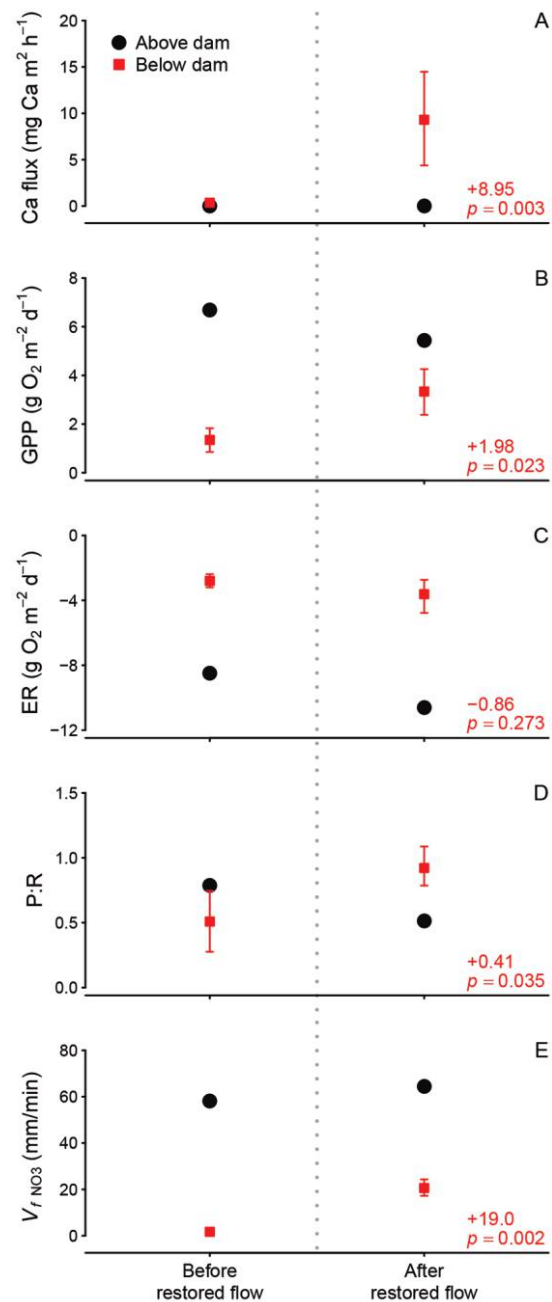 20
15
10
5
0
Ca flux (mg Ca m² h⁻¹)
Above dam
Below dam
A
+8.95
p = 0.003
8
6
4
2
0
GPP (g O₂ m⁻² d⁻¹)
B
+1.98
p = 0.023
0
−4
−8
−12
ER (g O₂ m⁻² d⁻¹)
C
−0.86
p = 0.273
1.5
1.0
0.5
0.0
P:R
D
+0.41
p = 0.035
80
60
40
20
0
Vf NO3 (mm/min)
E
+19.0
p = 0.002
Before
restored flow
After
restored flow